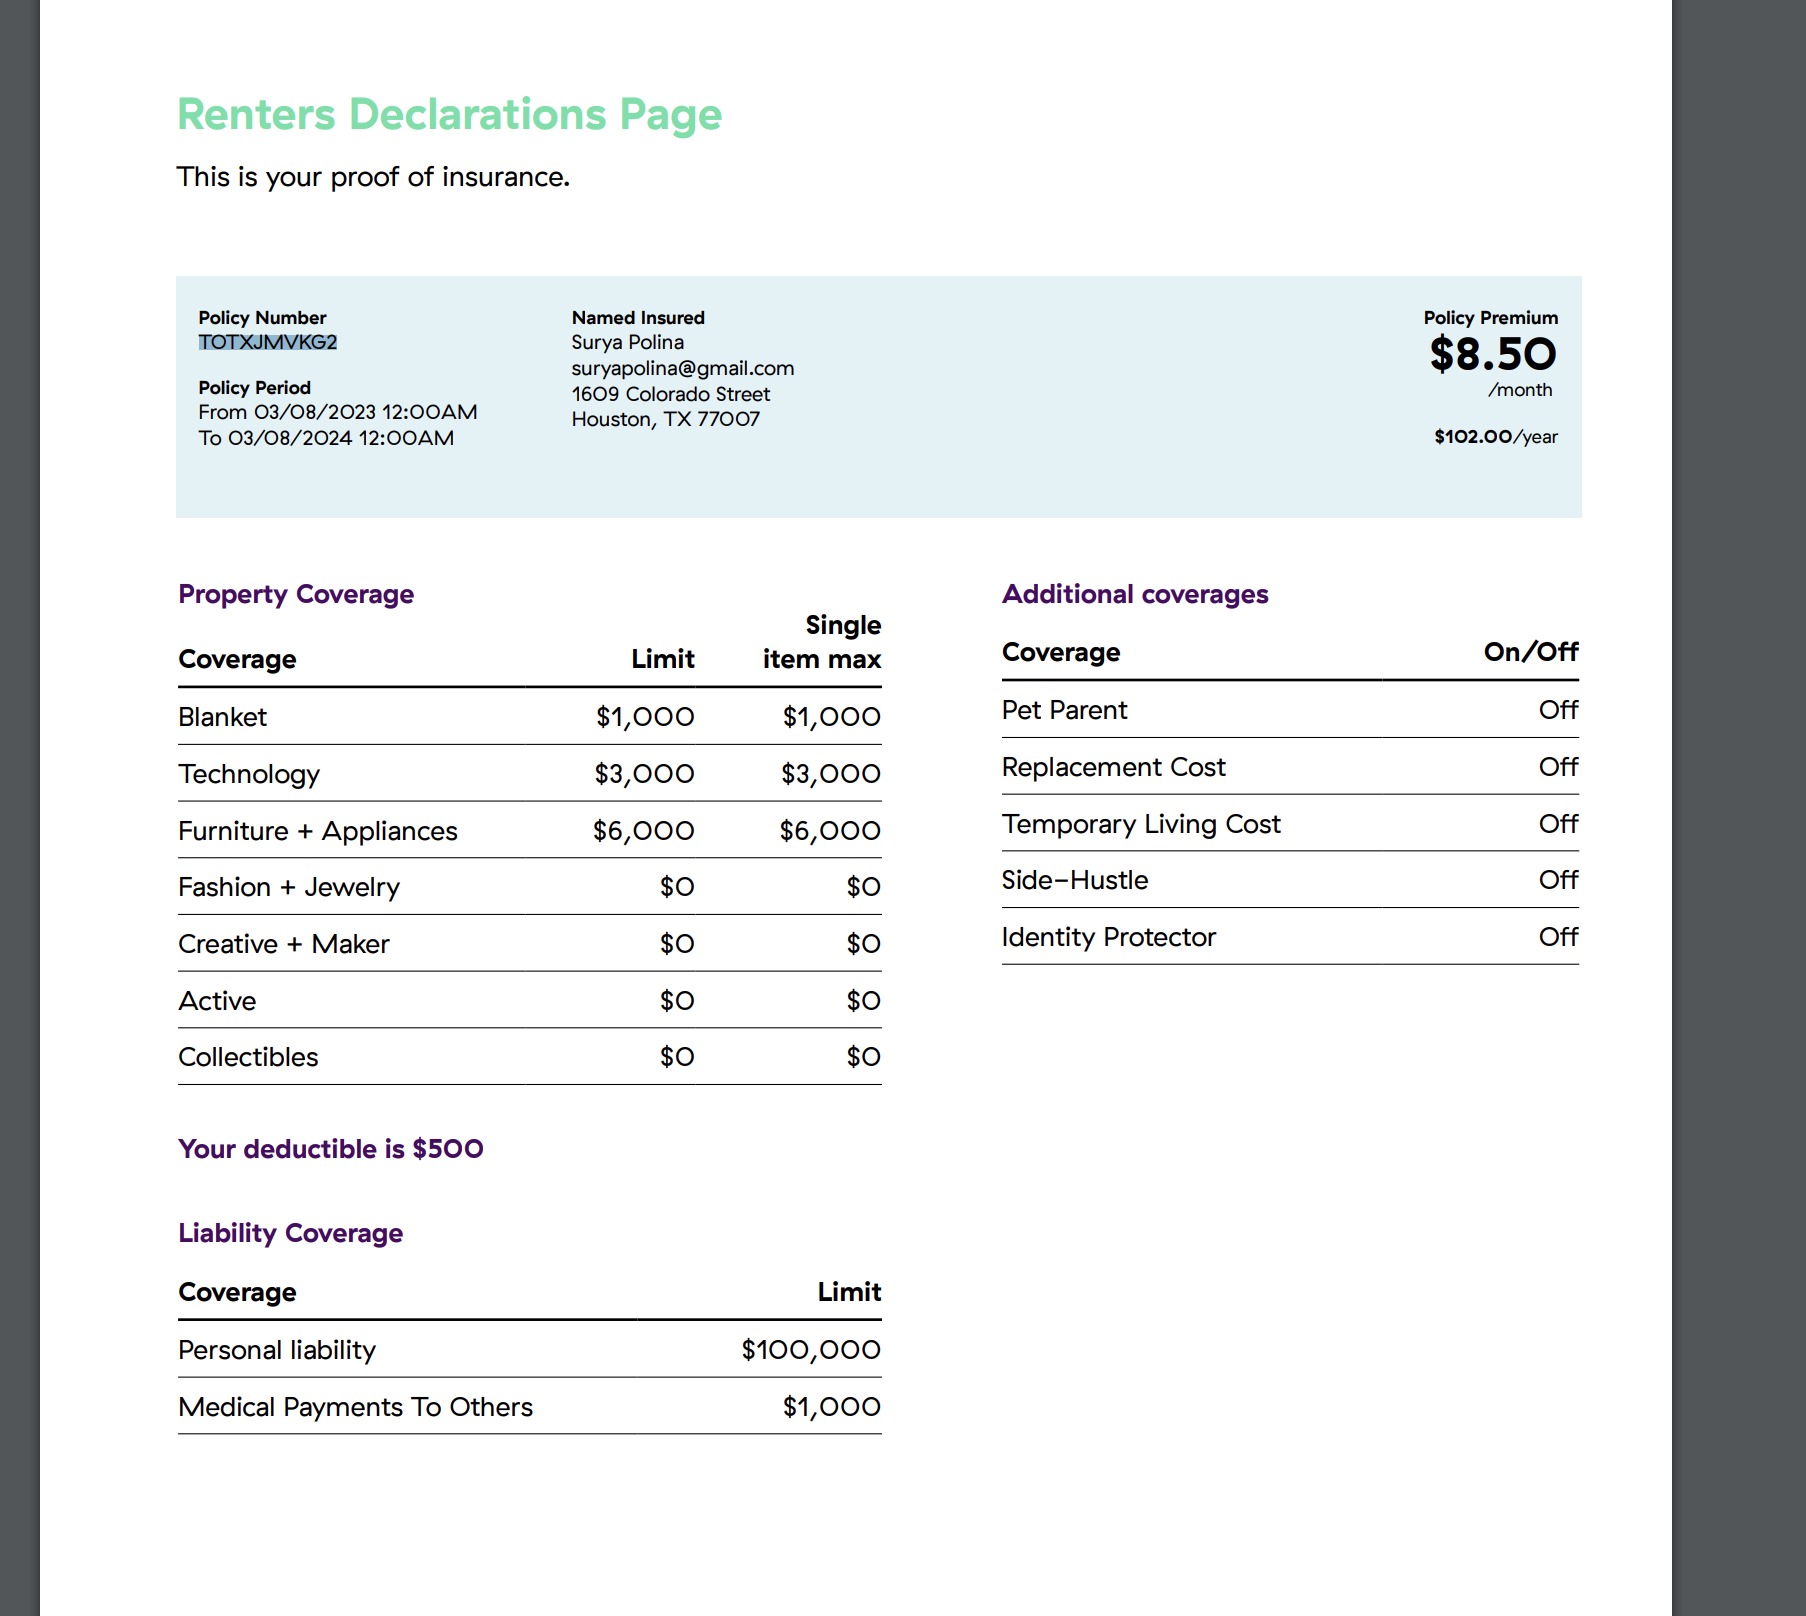 Renters Declarations Page
This is your proof of insurance.
Policy Number
TOTXJMVKG2
Policy Period
From 03/08/2023 12:00AM
To 03/08/2024 12:00AM
Named Insured
Surya Polina
suryapolina@gmail.com
1609 Colorado Street
Houston, TX 77007
Policy Premium
$8.50
/month
$102.00/year
Property Coverage
Coverage Limit Single item max
Blanket $1,000 $1,000
Technology $3,000 $3,000
Furniture + Appliances $6,000 $6,000
Fashion + Jewelry $0 $0
Creative + Maker $0 $0
Active $0 $0
Collectibles $0 $0
Your deductible is $500
Liability Coverage
Coverage Limit
Personal liability $100,000
Medical Payments To Others $1,000
Additional coverages
Coverage On/Off
Pet Parent Off
Replacement Cost Off
Temporary Living Cost Off
Side-Hustle Off
Identity Protector Off